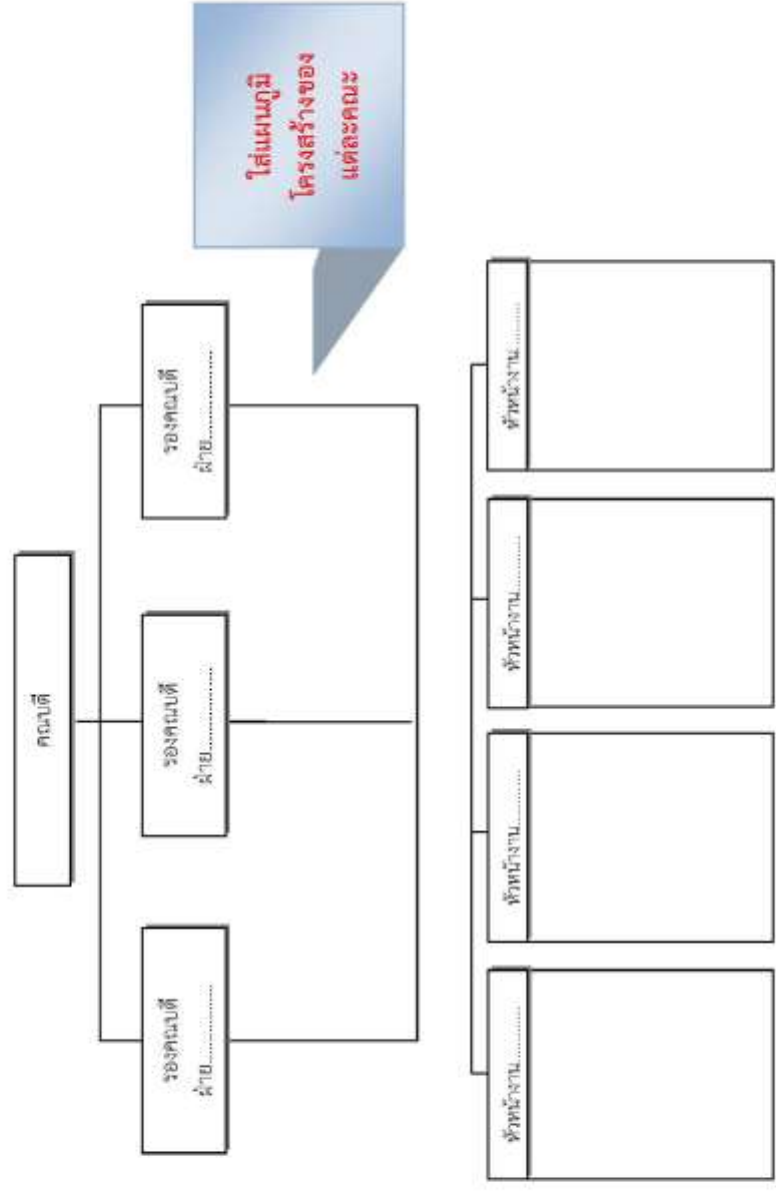 คณบดี
รองคณบดี
ฝ่าย....................
รองคณบดี
ฝ่าย....................
รองคณบดี
ฝ่าย....................
ใส่แผนภูมิ
โครงสร้างของ
แต่ละคณะ
หัวหน้างาน............
หัวหน้างาน............
หัวหน้างาน............
หัวหน้างาน............